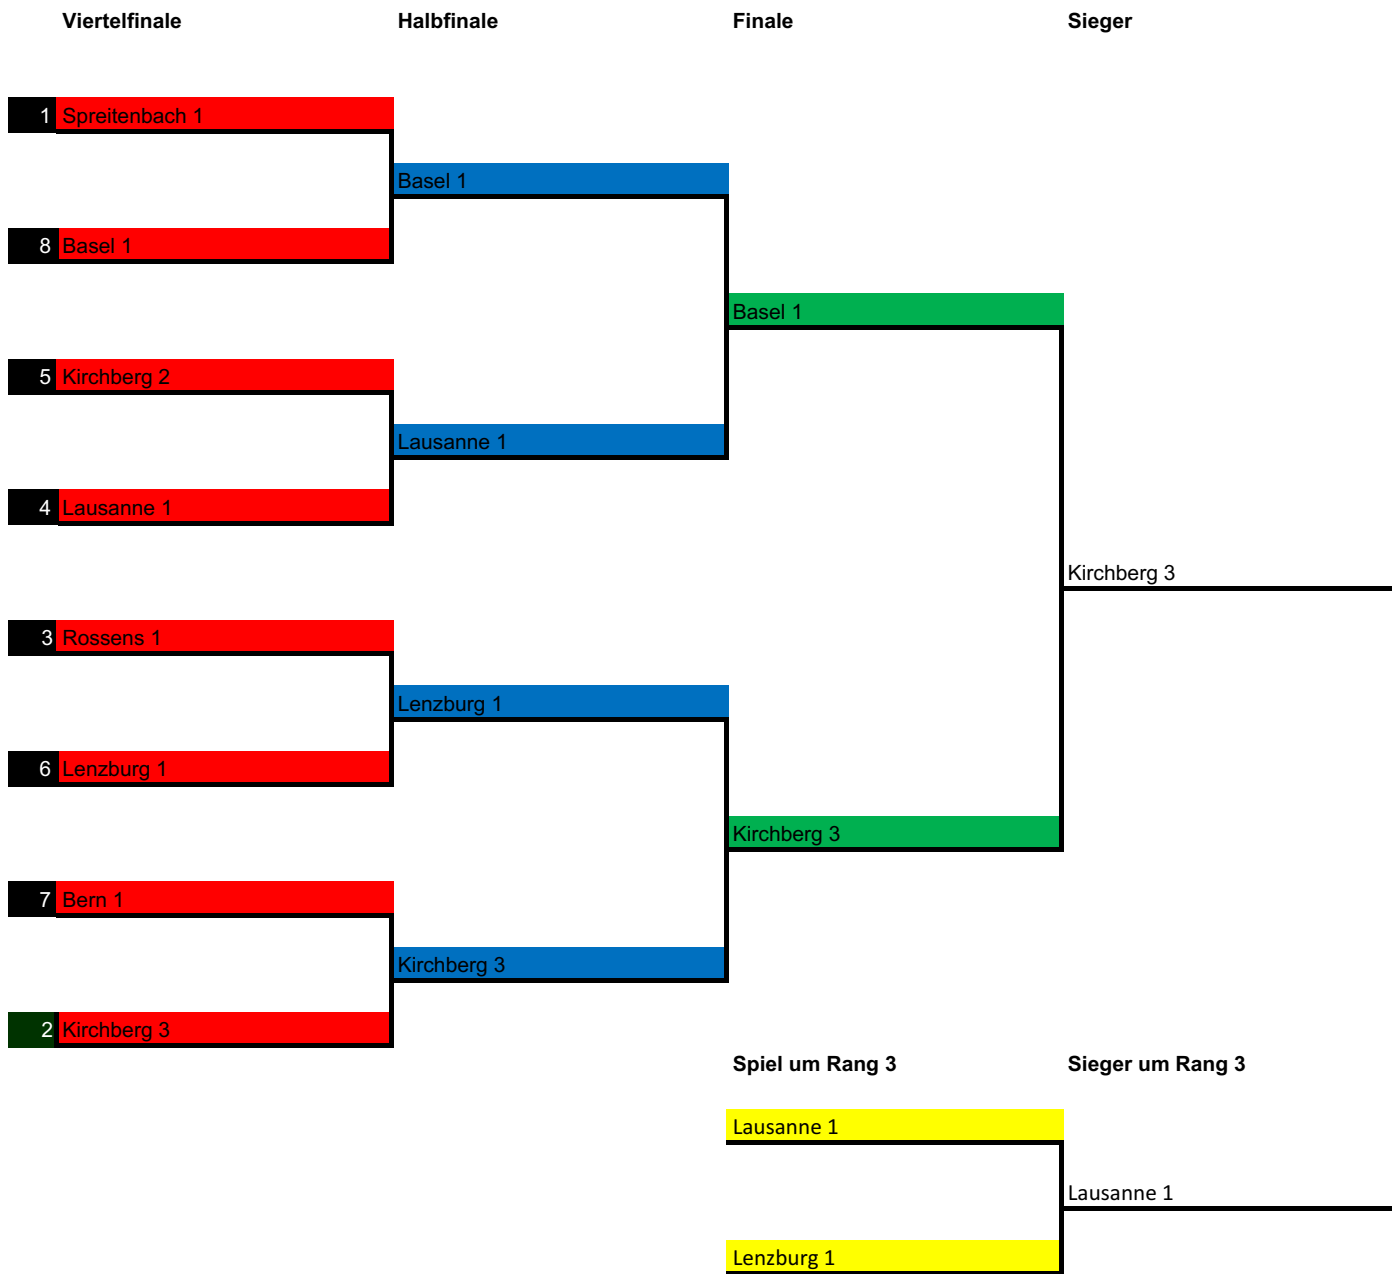 Viertelfinale Halbfinale Finale Sieger
1 Spreitenbach 1
Basel 1
8 Basel 1
Basel 1
5 Kirchberg 2
Lausanne 1
4 Lausanne 1
Kirchberg 3
3 Rossens 1
Lenzburg 1
6 Lenzburg 1
Kirchberg 3
7 Bern 1
Kirchberg 3
2 Kirchberg 3
Spiel um Rang 3 Sieger um Rang 3
Lausanne 1
Lausanne 1
Lenzburg 1